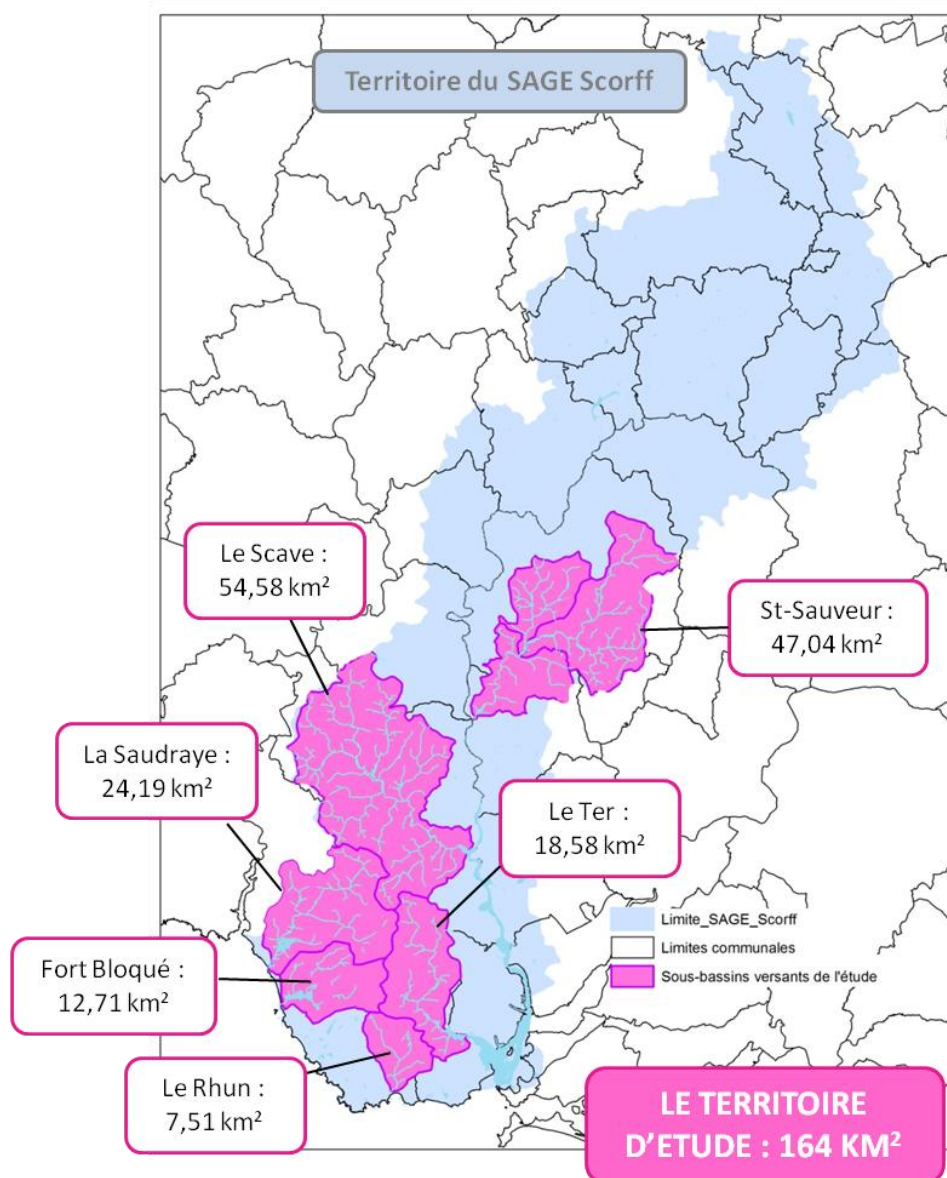 Territoire du SAGE Scorff
Le Scave :
54,58 km²
St-Sauveur :
47,04 km²
La Saudraye :
24,19 km²
Le Ter :
18,58 km²
Limite_SAGE_Scorff
Limites communales
Sous-bassins versants de l'étude
Fort Bloqué :
12,71 km²
Le Rhun :
7,51 km²
LE TERRITOIRE
D’ETUDE : 164 KM²